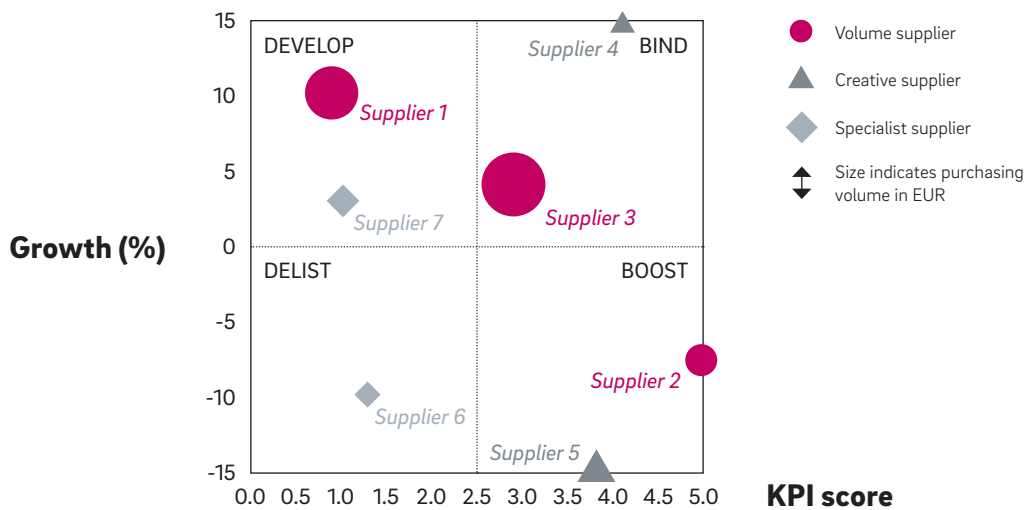 15
10
5
0
-5
-10
-15
Growth (%)
DEVELOP
BIND
Supplier 4
Supplier 1
Supplier 7
Supplier 3
DELIST
BOOST
Supplier 2
Supplier 6
Supplier 5
0.0 0.5 1.0 1.5 2.0 2.5 3.0 3.5 4.0 4.5 5.0
KPI score
Volume supplier
Creative supplier
Specialist supplier
Size indicates purchasing
volume in EUR